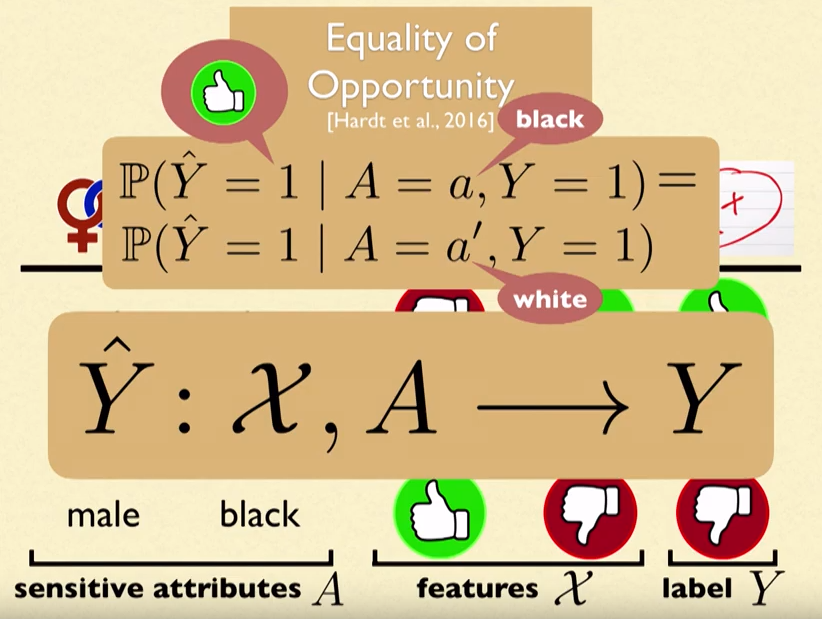 Equality of
Opportunity
[Hardt et al., 2016]
black
ℙ(Ŷ = 1 | A = a, Y = 1) =
ℙ(Ŷ = 1 | A = a′, Y = 1)
white
Ŷ : 𝒳, A ⟶ Y
male black
sensitive attributes A features 𝒳 label Y